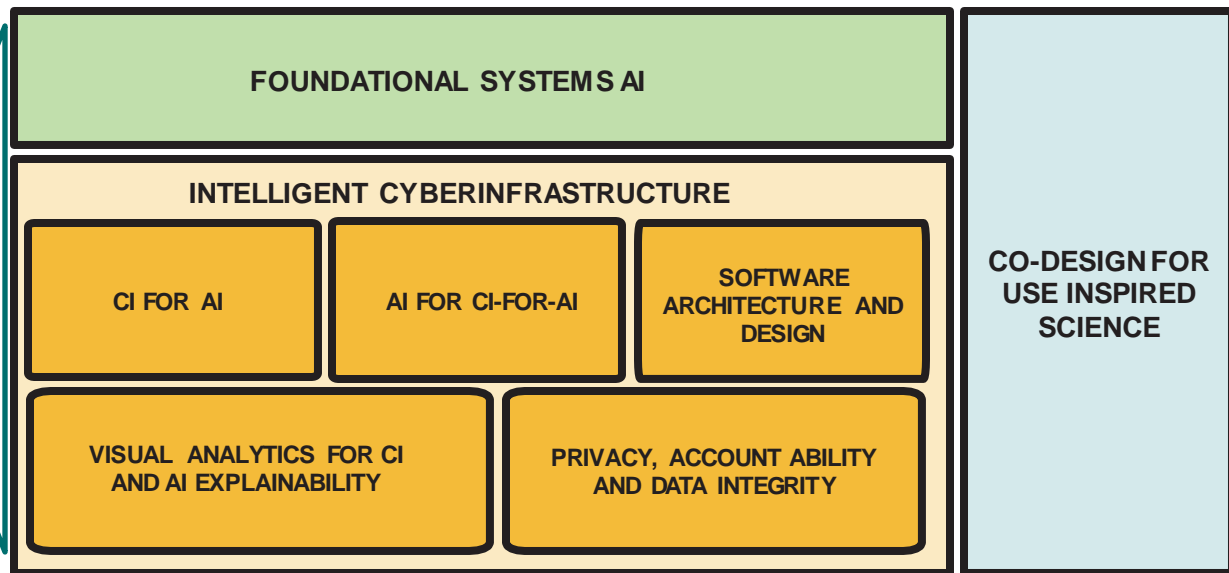 FOUNDATIONAL SYSTEMS AI
INTELLIGENT CYBERINFRASTRUCTURE
CI FOR AI
AI FOR CI-FOR-AI
SOFTWARE
ARCHITECTURE AND
DESIGN
VISUAL ANALYTICS FOR CI
AND AI EXPLAINABILITY
PRIVACY, ACCOUNT ABILITY
AND DATA INTEGRITY
CO-DESIGN FOR
USE INSPIRED
SCIENCE